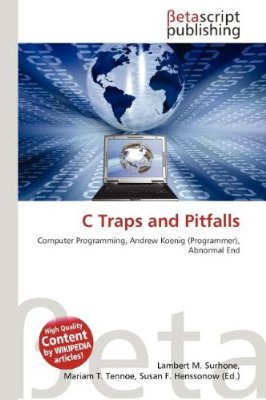 βetascript
publishing
C Traps and Pitfalls
Computer Programming, Andrew Koenig (Programmer),
Abnormal End
High Quality
Content
by WIKIPEDIA
articles!
βeta
Lambert M. Surhone,
Mariam T. Tennoe, Susan F. Henssonow (Ed.)